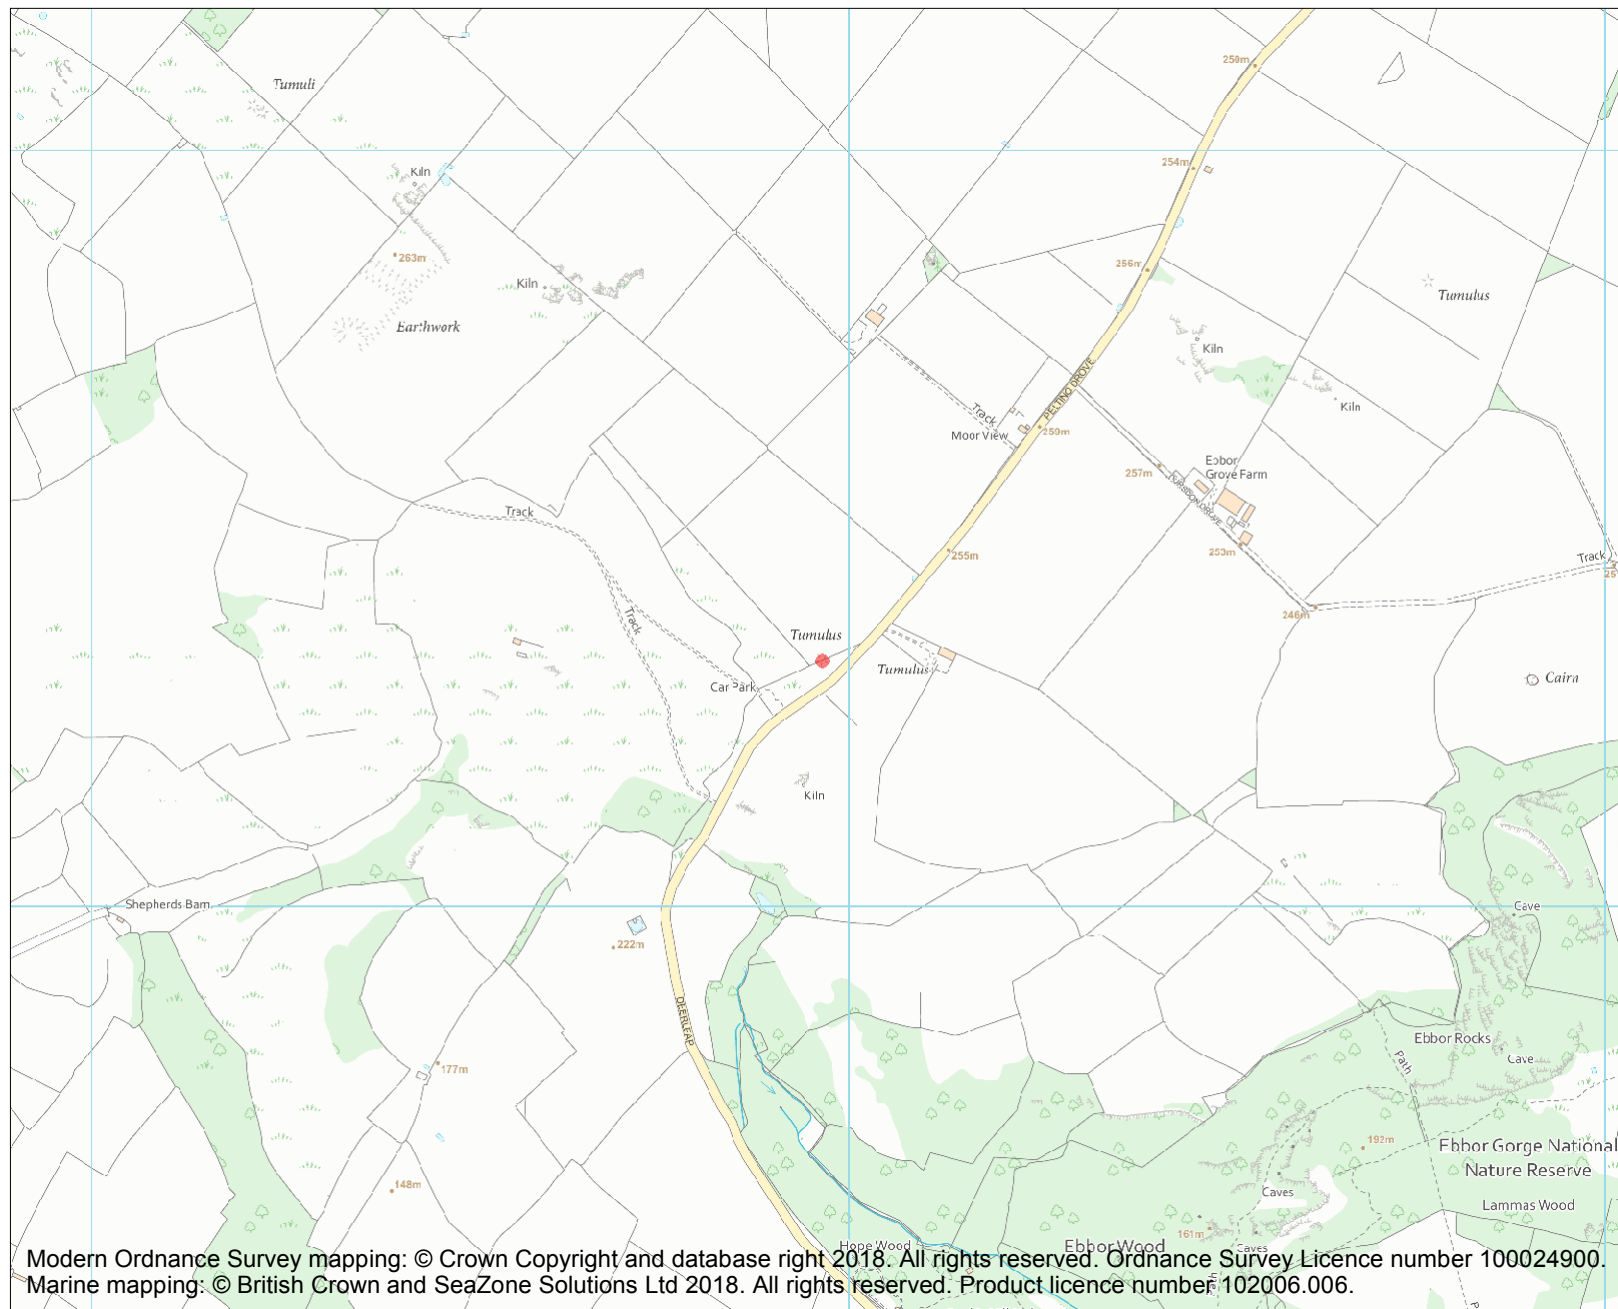 250m
Tumuli
254m
Kiln
263m
256m
Kiln
Tumulus
Earthwork
Kiln
PELTING DROVE
Kiln
Track
Moor View
259m
Ebbor
Grove Farm
257m
Track
DURSDON DROVE
253m
255m
Track
246m
Track
Tumulus
Tumulus
Cairn
Car Park
Kiln
Shepherds Barn
Cave
222m
DEERLEAP
Ebbor Rocks
Path
Cave
177m
192m
Ebbor Gorge National
Nature Reserve
148m
Caves
Lammas Wood
161m
Hope Wood
Ebbor Wood
Caves
Path
Modern Ordnance Survey mapping: © Crown Copyright and database right 2018. All rights reserved. Ordnance Survey Licence number 100024900.
Marine mapping: © British Crown and SeaZone Solutions Ltd 2018. All rights reserved. Product licence number 102006.006.